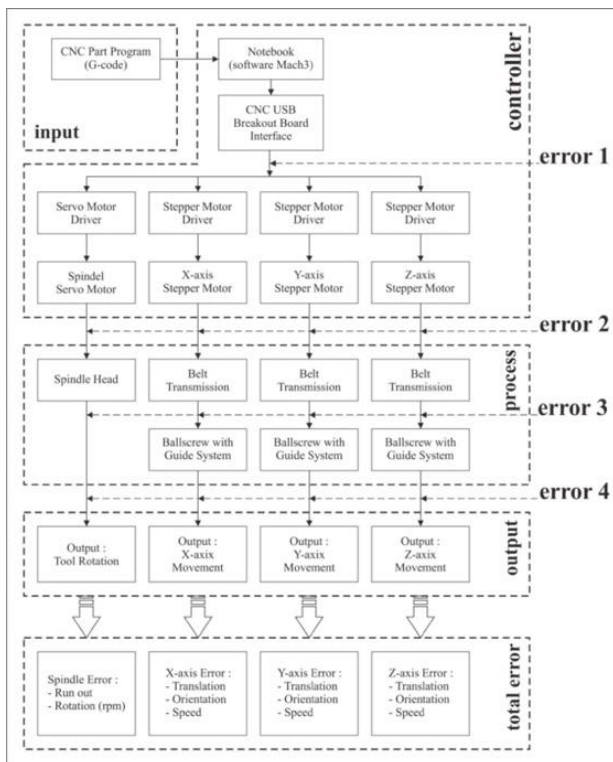 CNC Part Program
(G-code)
Notebook
(software Mach3)
input
controller
CNC USB
Breakout Board
Interface
error 1
Servo Motor
Driver
Stepper Motor
Driver
Stepper Motor
Driver
Stepper Motor
Driver
Spindel
Servo Motor
X-axis
Stepper Motor
Y-axis
Stepper Motor
Z-axis
Stepper Motor
error 2
process
Spindle Head
Belt
Transmission
Belt
Transmission
Belt
Transmission
error 3
Ballscrew with
Guide System
Ballscrew with
Guide System
Ballscrew with
Guide System
error 4
output
Output :
Tool Rotation
Output :
X-axix
Movement
Output :
Y-axix
Movement
Output :
Z-axix
Movement
total error
Spindle Error :
- Run out
- Rotation (rpm)
X-axis Error :
- Translation
- Orientation
- Speed
Y-axis Error :
- Translation
- Orientation
- Speed
Z-axis Error :
- Translation
- Orientation
- Speed